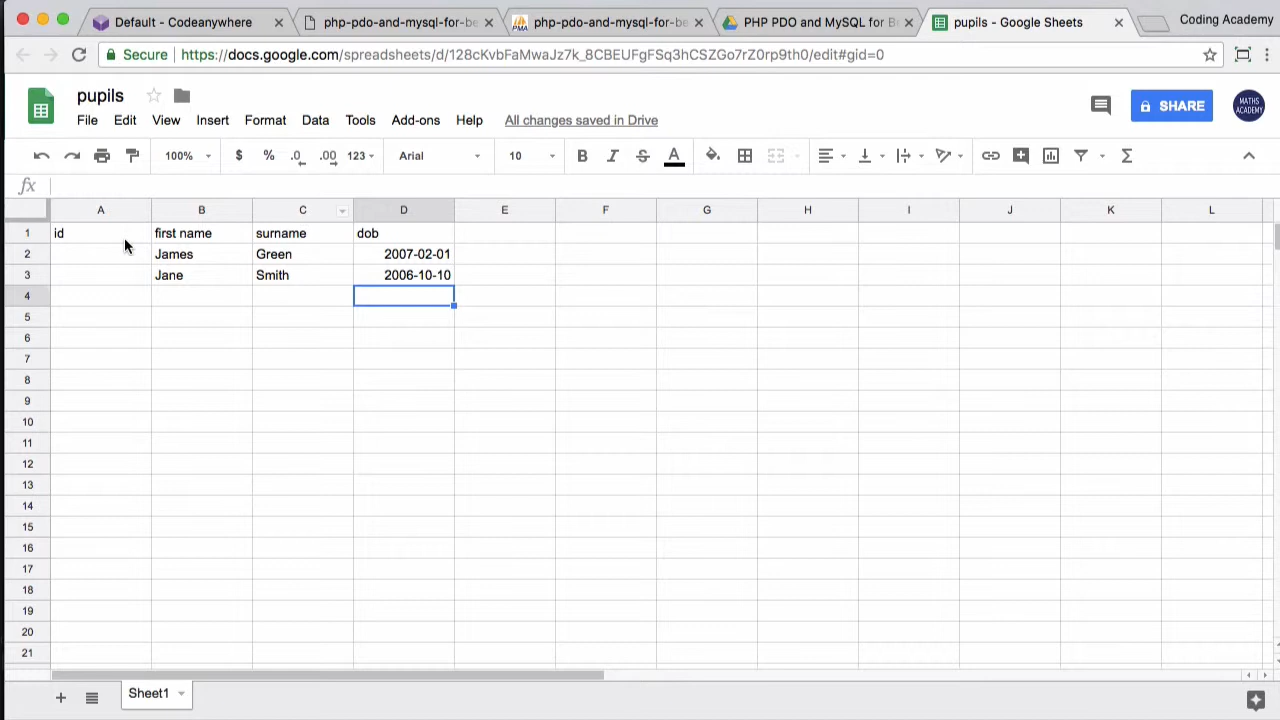 Default - Codeanywhere php-pdo-and-mysql-for-be php-pdo-and-mysql-for-be PHP PDO and MySQL for B pupils - Google Sheets Coding Academy
Secure https://docs.google.com/spreadsheets/d/128cKvbFaMwaJz7k_8CBEUFgFSq3hCSZGo7rZ0rp9th0/edit#gid=0
pupils
SHARE
MATHS ACADEMY
File Edit View Insert Format Data Tools Add-ons Help All changes saved in Drive
100% $ % .0 .00 123 Arial 10 B I S A Σ
fx
A B C D E F G H I J K L
1 id first name surname dob
2 James Green 2007-02-01
3 Jane Smith 2006-10-10
4
5
6
7
8
9
10
11
12
13
14
15
16
17
18
19
20
21
+ Sheet1